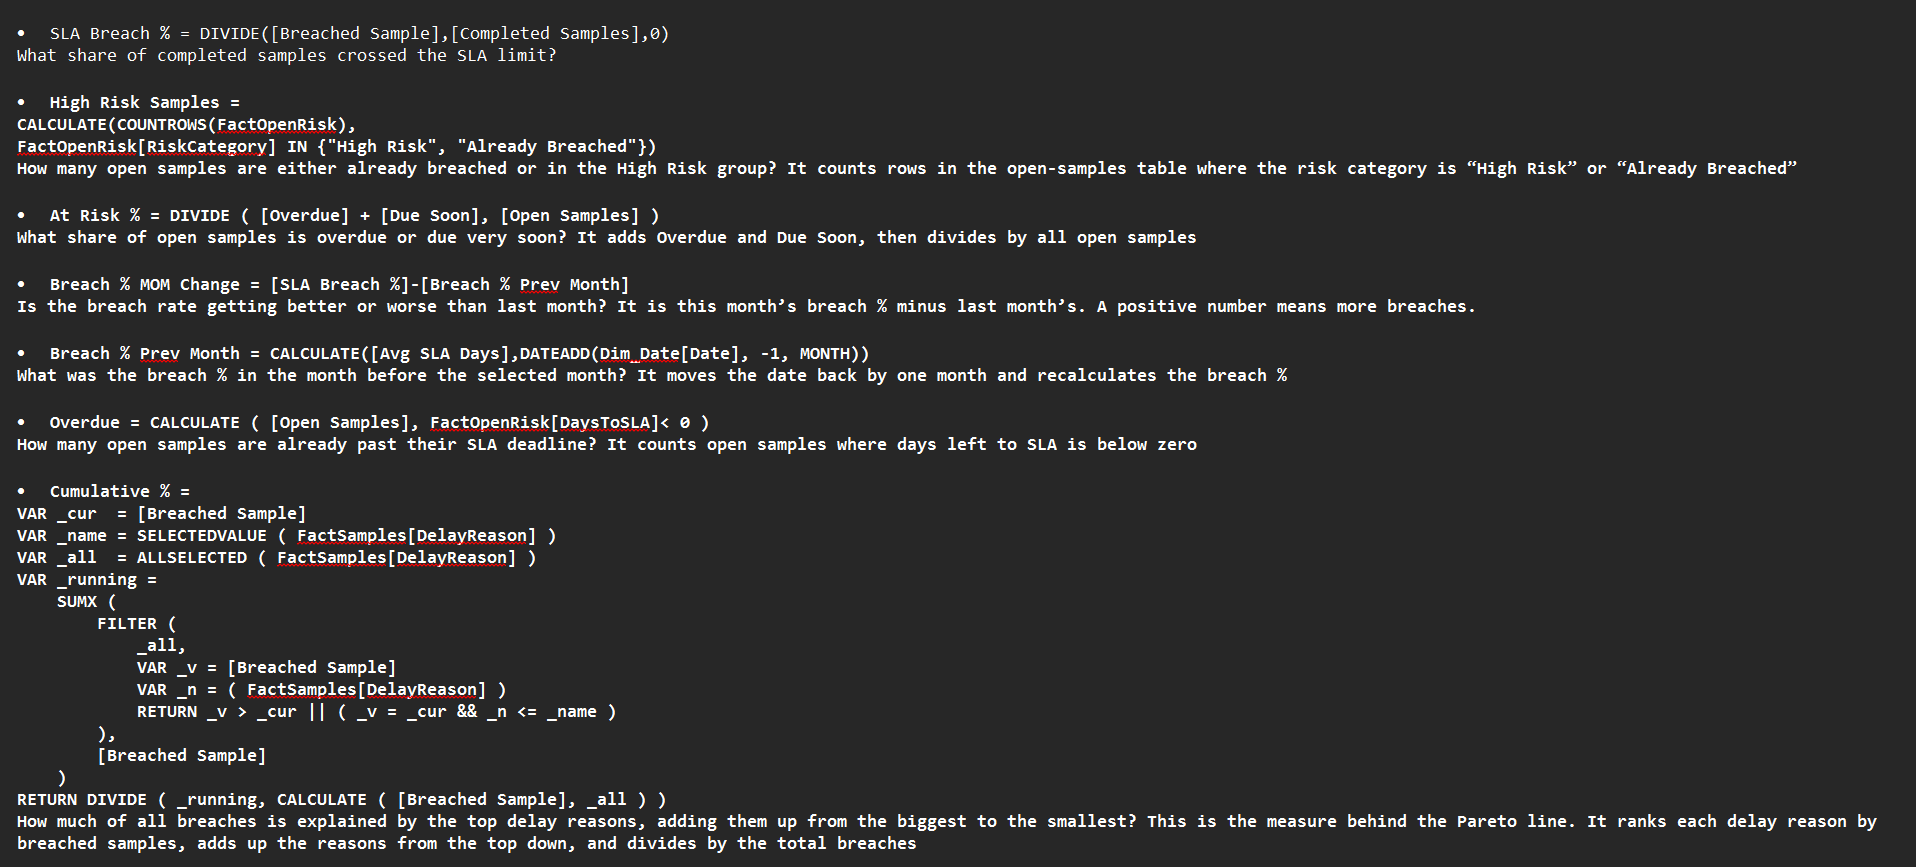 • SLA Breach % = DIVIDE([Breached Sample],[Completed Samples],0)
What share of completed samples crossed the SLA limit?
• High Risk Samples =
CALCULATE(COUNTROWS(FactOpenRisk),
FactOpenRisk[RiskCategory] IN {"High Risk", "Already Breached"})
How many open samples are either already breached or in the High Risk group? It counts rows in the open-samples table where the risk category is “High Risk” or “Already Breached”
• At Risk % = DIVIDE ( [Overdue] + [Due Soon], [Open Samples] )
What share of open samples is overdue or due very soon? It adds Overdue and Due Soon, then divides by all open samples
• Breach % MOM Change = [SLA Breach %]-[Breach % Prev Month]
Is the breach rate getting better or worse than last month? It is this month’s breach % minus last month’s. A positive number means more breaches.
• Breach % Prev Month = CALCULATE([Avg SLA Days],DATEADD(Dim_Date[Date], -1, MONTH))
What was the breach % in the month before the selected month? It moves the date back by one month and recalculates the breach %
• Overdue = CALCULATE ( [Open Samples], FactOpenRisk[DaysToSLA]< 0 )
How many open samples are already past their SLA deadline? It counts open samples where days left to SLA is below zero
• Cumulative % =
VAR _cur  = [Breached Sample]
VAR _name = SELECTEDVALUE ( FactSamples[DelayReason] )
VAR _all  = ALLSELECTED ( FactSamples[DelayReason] )
VAR _running =
    SUMX (
        FILTER (
            _all,
            VAR _v = [Breached Sample]
            VAR _n = ( FactSamples[DelayReason] )
            RETURN _v > _cur || ( _v = _cur && _n <= _name )
        ),
        [Breached Sample]
    )
RETURN DIVIDE ( _running, CALCULATE ( [Breached Sample], _all ) )
How much of all breaches is explained by the top delay reasons, adding them up from the biggest to the smallest? This is the measure behind the Pareto line. It ranks each delay reason by
breached samples, adds up the reasons from the top down, and divides by the total breaches